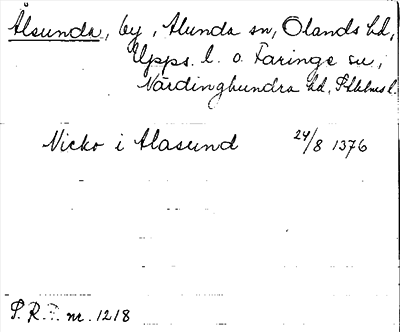 Ålsunda, by, Alunda sn, Olands hd,
Upps. l. o. Faringe sn,
Närdinghundra hd, Sthlms l.
Nicko i Alasund 24/8 1376
S. R. P. nr. 1218